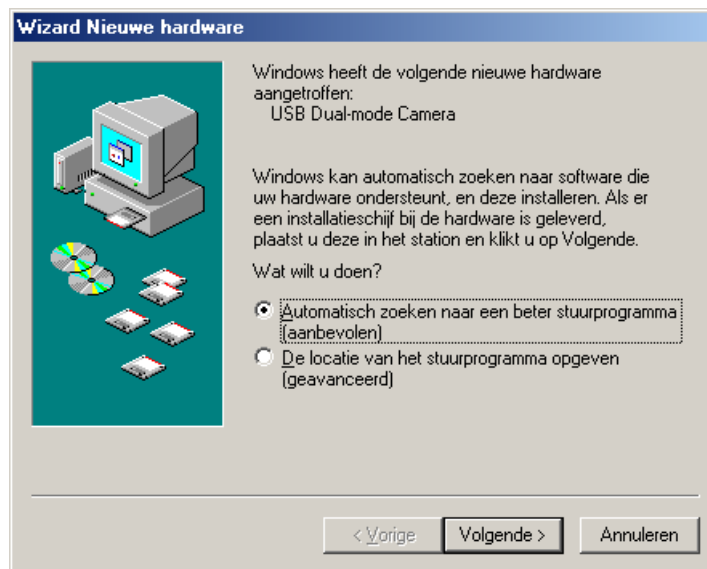 Wizard Nieuwe hardware
Windows heeft de volgende nieuwe hardware
aangetroffen:
USB Dual-mode Camera
Windows kan automatisch zoeken naar software die
uw hardware ondersteunt, en deze installeren. Als er
een installatieschijf bij de hardware is geleverd,
plaatst u deze in het station en klikt u op Volgende.
Wat wilt u doen?
Automatisch zoeken naar een beter stuurprogramma
(aanbevolen)
De locatie van het stuurprogramma opgeven
(geavanceerd)
< Vorige Volgende > Annuleren